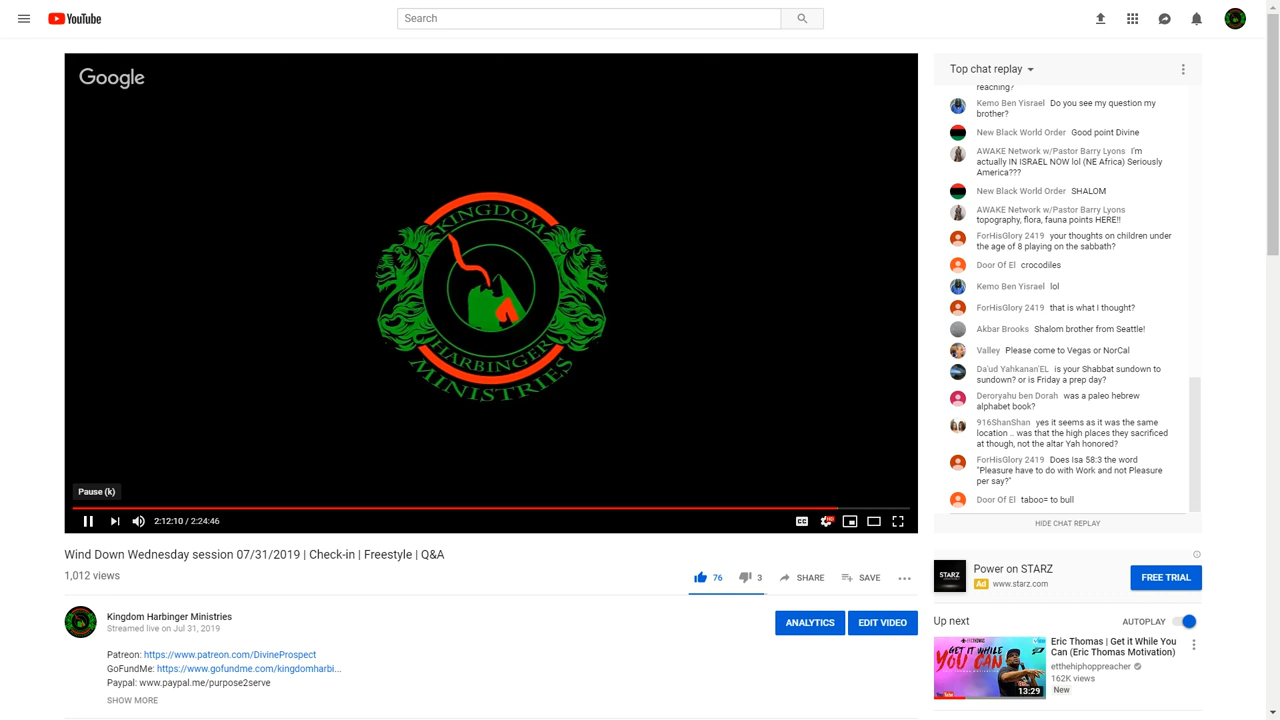 YouTube
Search
Google
KINGDOM
HARBINGER
MINISTRIES
Pause (k)
2:12:10 / 2:24:46
CC
HD
Wind Down Wednesday session 07/31/2019 | Check-in | Freestyle | Q&A
1,012 views
76
3
SHARE
SAVE
Kingdom Harbinger Ministries
Streamed live on Jul 31, 2019
ANALYTICS
EDIT VIDEO
Patreon: https://www.patreon.com/DivineProspect
GoFundMe: https://www.gofundme.com/kingdomharbi...
Paypal: www.paypal.me/purpose2serve
SHOW MORE
Top chat replay
reaching?
Kemo Ben Yisrael Do you see my question my
brother?
New Black World Order Good point Divine
AWAKE Network w/Pastor Barry Lyons I'm
actually IN ISRAEL NOW lol (NE Africa) Seriously
America???
New Black World Order SHALOM
AWAKE Network w/Pastor Barry Lyons
topography, flora, fauna points HERE!!
ForHisGlory 2419 your thoughts on children under
the age of 8 playing on the sabbath?
Door Of El crocodiles
Kemo Ben Yisrael lol
ForHisGlory 2419 that is what I thought?
Akbar Brooks Shalom brother from Seattle!
Valley Please come to Vegas or NorCal
Da'ud Yahkanan'EL is your Shabbat sundown to
sundown? or is Friday a prep day?
Deroryahu ben Dorah was a paleo hebrew
alphabet book?
916ShanShan yes it seems as it was the same
location .. was that the high places they sacrificed
at though, not the altar Yah honored?
ForHisGlory 2419 Does Isa 58:3 the word
"Pleasure have to do with Work and not Pleasure
per say?"
Door Of El taboo= to bull
HIDE CHAT REPLAY
STARZ
Power on STARZ
Ad www.starz.com
FREE TRIAL
Up next
AUTOPLAY
GET IT WHILE
YOU CAN
13:29
Eric Thomas | Get it While You
Can (Eric Thomas Motivation)
etthehiphoppreacher
162K views
New